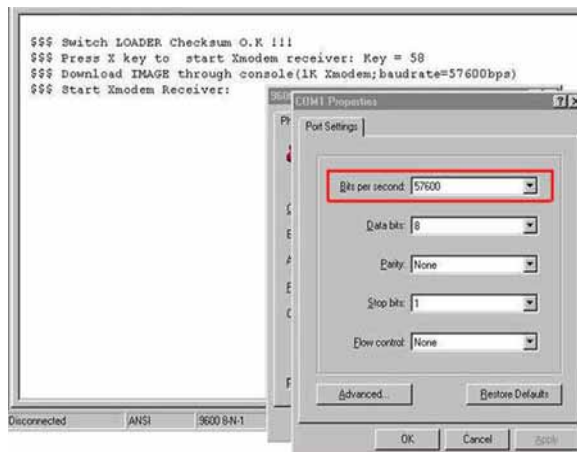 $$$ Switch LOADER Checksum O.K !!!
$$$ Press X key to  start Xmodem receiver: Key = 58
$$$ Download IMAGE through console(1K Xmodem;baudrate=57600bps)
$$$ Start Xmodem Receiver:
COM1 Properties
Port Settings
Bits per second: 57600
Data bits: 8
Parity: None
Stop bits: 1
Flow control: None
Advanced...
Restore Defaults
Disconnected
ANSI
9600 8-N-1
OK
Cancel
Apply